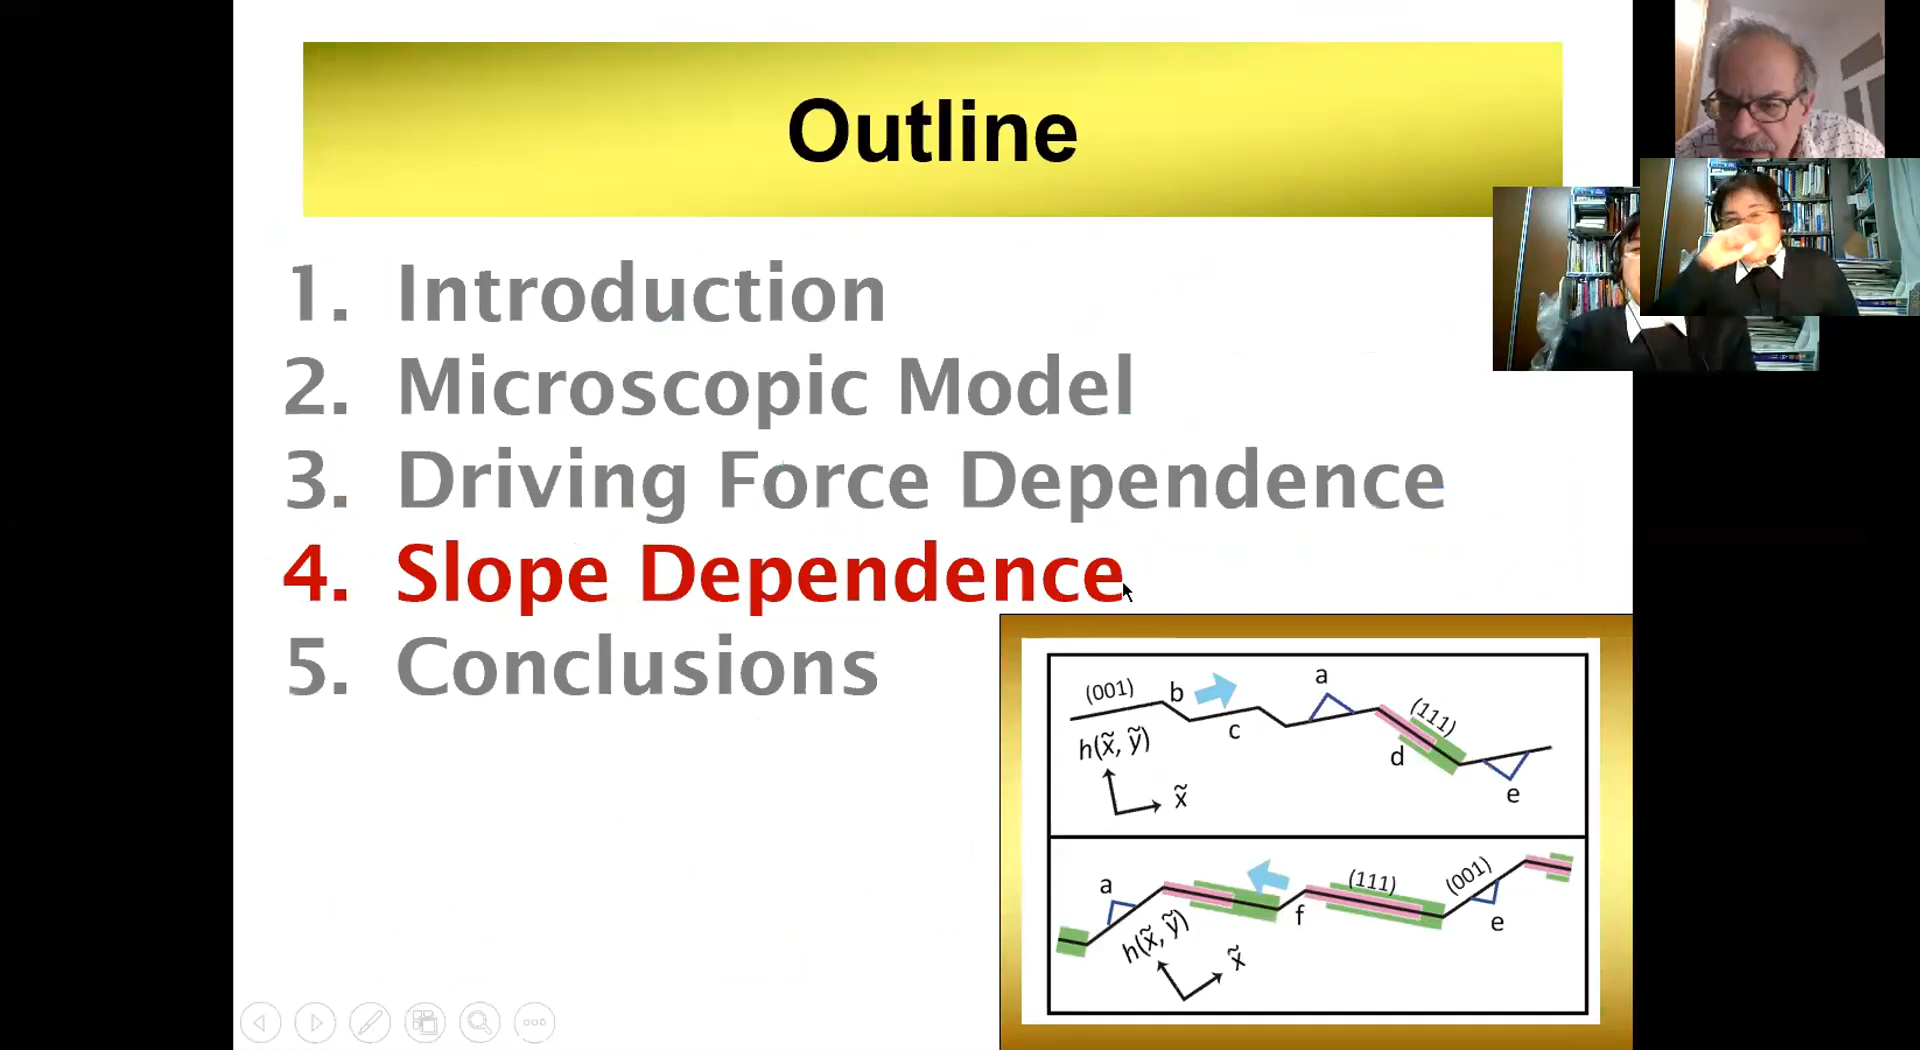 Outline
1. Introduction
2. Microscopic Model
3. Driving Force Dependence
4. Slope Dependence
5. Conclusions
(001)
b
a
(111)
c
h(x̃, ỹ)
d
x̃
e
a
(111)
(001)
f
e
h(x̃, ỹ)
x̃